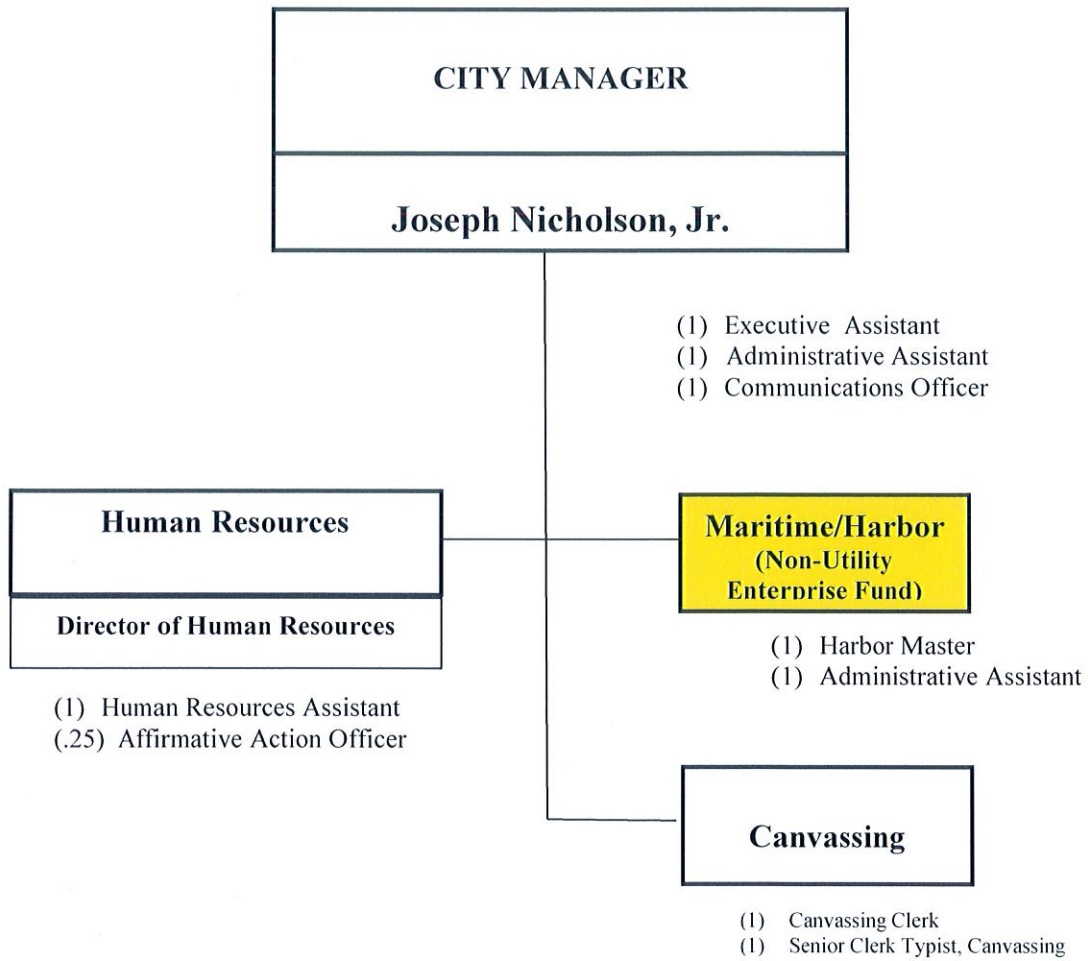 CITY MANAGER
Joseph Nicholson, Jr.
(1) Executive Assistant
(1) Administrative Assistant
(1) Communications Officer
Human Resources
Director of Human Resources
(1) Human Resources Assistant
(.25) Affirmative Action Officer
Maritime/Harbor
(Non-Utility
Enterprise Fund)
(1) Harbor Master
(1) Administrative Assistant
Canvassing
(1) Canvassing Clerk
(1) Senior Clerk Typist, Canvassing